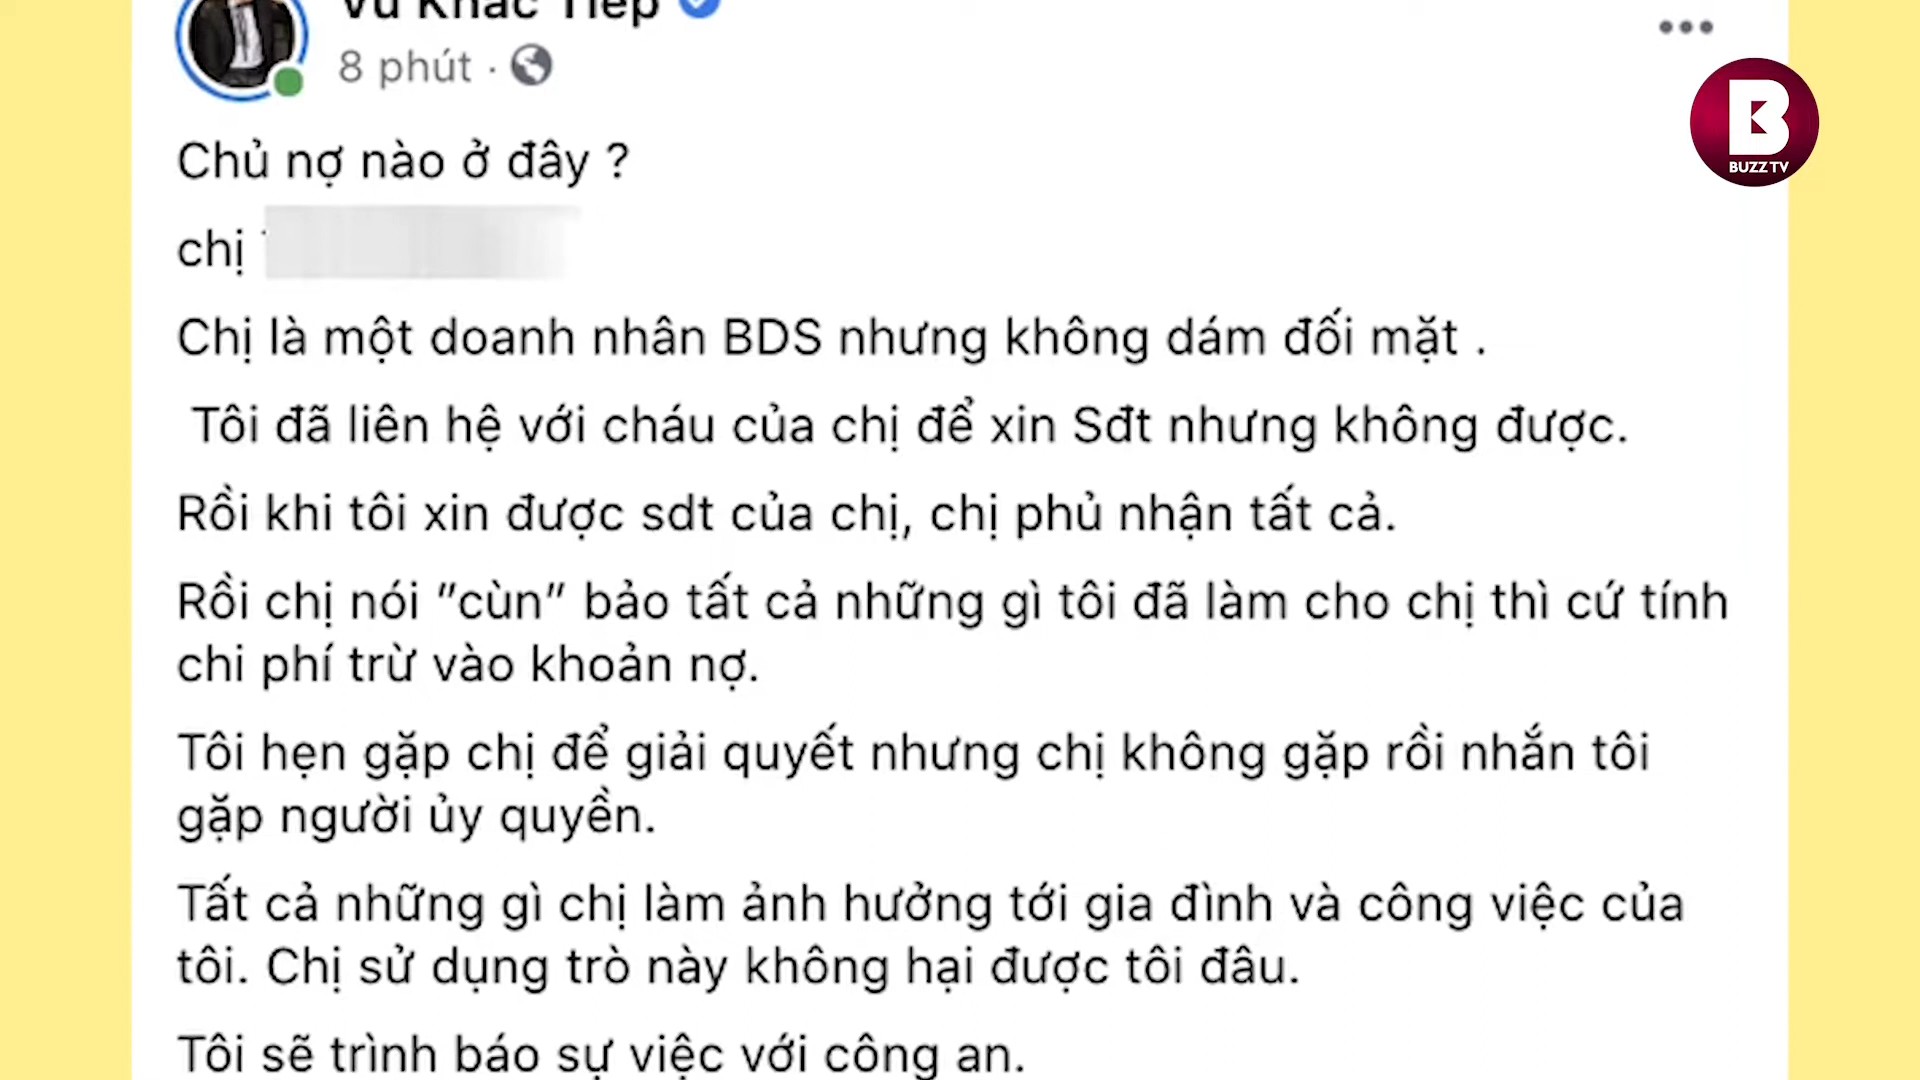 Vũ Khắc Tiệp
8 phút ·
BUZZ TV
Chủ nợ nào ở đây ?
chị
Chị là một doanh nhân BDS nhưng không dám đối mặt .
Tôi đã liên hệ với cháu của chị để xin Sđt nhưng không được.
Rồi khi tôi xin được sdt của chị, chị phủ nhận tất cả.
Rồi chị nói "cùn" bảo tất cả những gì tôi đã làm cho chị thì cứ tính
chi phí trừ vào khoản nợ.
Tôi hẹn gặp chị để giải quyết nhưng chị không gặp rồi nhắn tôi
gặp người ủy quyền.
Tất cả những gì chị làm ảnh hưởng tới gia đình và công việc của
tôi. Chị sử dụng trò này không hại được tôi đâu.
Tôi sẽ trình báo sự việc với công an.